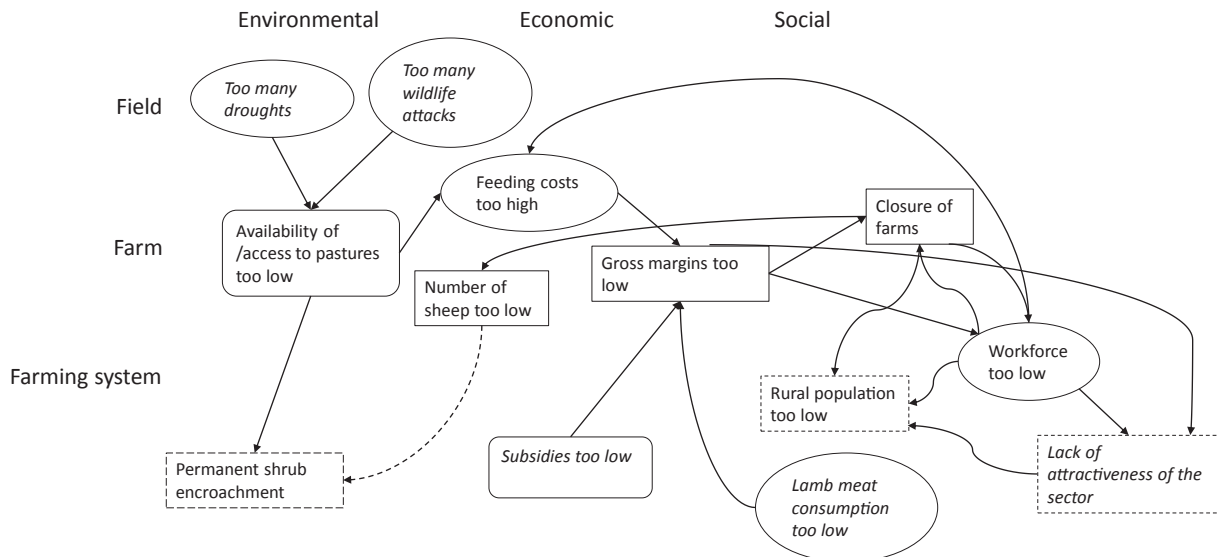 Environmental
Economic
Social
Field
Farm
Farming system
Too many
droughts
Too many
wildlife
attacks
Feeding costs
too high
Closure of
farms
Availability of
/access to pastures
too low
Gross margins too
low
Number of
sheep too low
Workforce
too low
Rural population
too low
Subsidies too low
Permanent shrub
encroachment
Lack of
attractiveness of the
sector
Lamb meat
consumption
too low